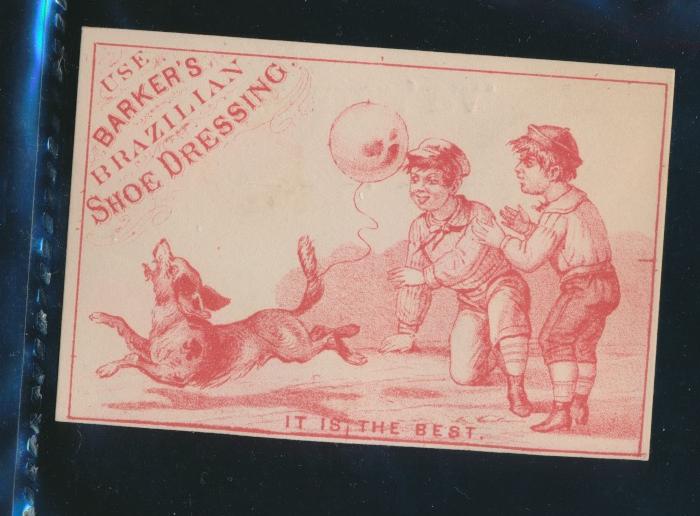 USE
BARKER'S
BRAZILIAN
SHOE DRESSING.
IT IS THE BEST.